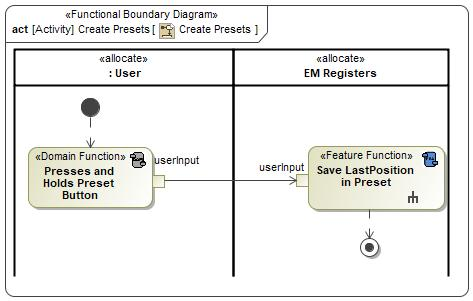 «Functional Boundary Diagram»
act [Activity] Create Presets [ Create Presets ]
«allocate»
: User
«allocate»
EM Registers
«Domain Function»
Presses and
Holds Preset
Button
userInput
userInput
«Feature Function»
Save LastPosition
in Preset